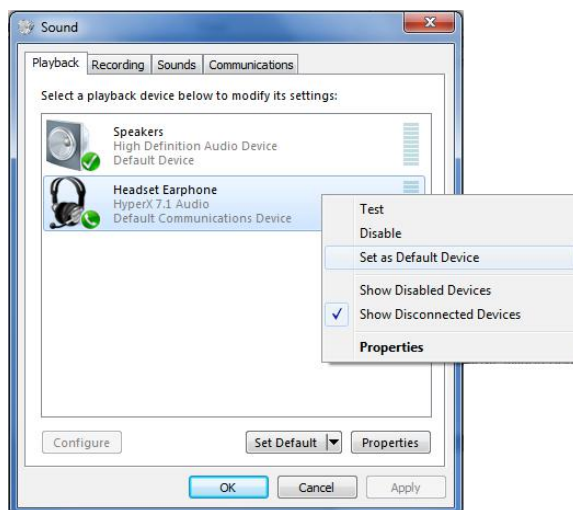 Sound
Playback Recording Sounds Communications
Select a playback device below to modify its settings:
Speakers
High Definition Audio Device
Default Device
Headset Earphone
HyperX 7.1 Audio
Default Communications Device
Test
Disable
Set as Default Device
Show Disabled Devices
Show Disconnected Devices
Properties
Configure Set Default Properties
OK Cancel Apply